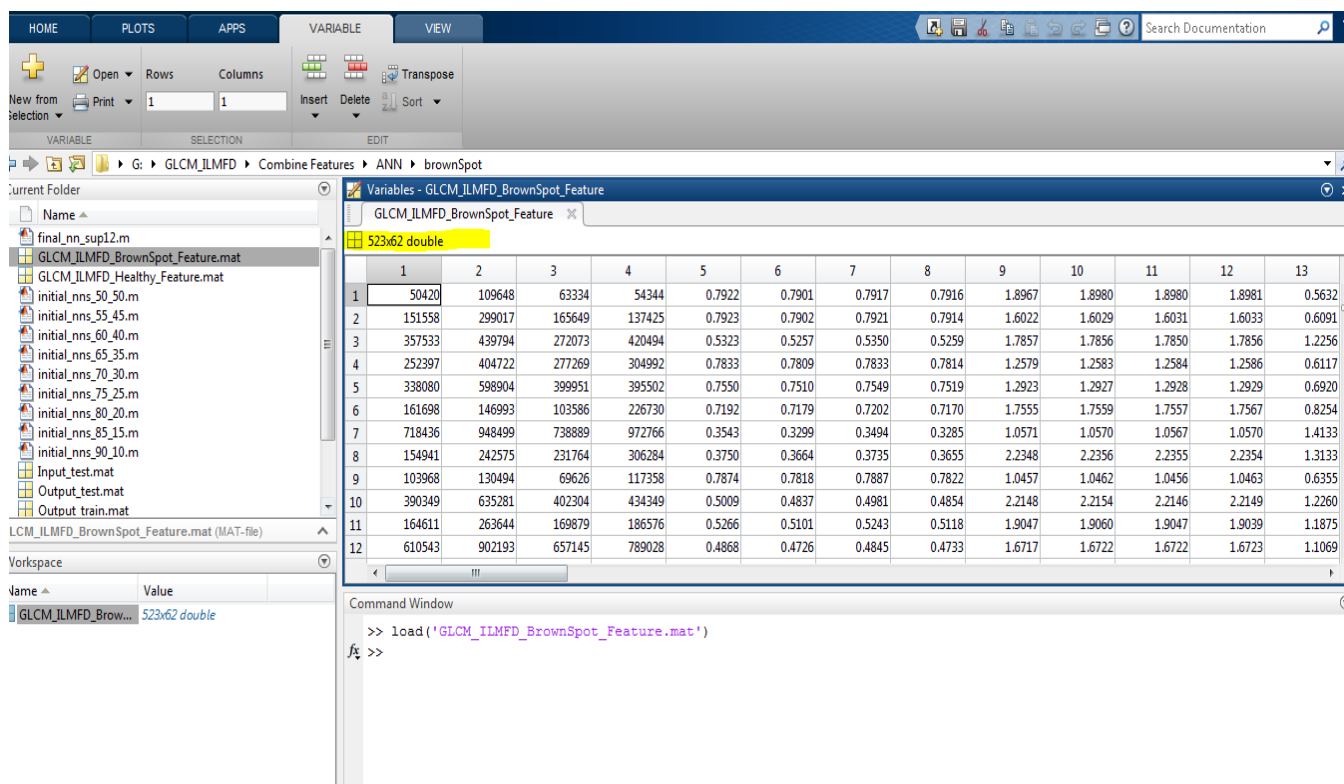 HOME PLOTS APPS VARIABLE VIEW Search Documentation
New from Selection Open Print Rows Columns
1 1
Insert Delete Transpose Sort
VARIABLE SELECTION EDIT
G: GLCM_ILMFD Combine Features ANN brownSpot
Current Folder
Name
final_nn_sup12.m
GLCM_ILMFD_BrownSpot_Feature.mat
GLCM_ILMFD_Healthy_Feature.mat
initial_nns_50_50.m
initial_nns_55_45.m
initial_nns_60_40.m
initial_nns_65_35.m
initial_nns_70_30.m
initial_nns_75_25.m
initial_nns_80_20.m
initial_nns_85_15.m
initial_nns_90_10.m
Input_test.mat
Output_test.mat
Output_train.mat
LCM_ILMFD_BrownSpot_Feature.mat (MAT-file)
Workspace
Name Value
GLCM_ILMFD_Brow... 523x62 double
Variables - GLCM_ILMFD_BrownSpot_Feature
GLCM_ILMFD_BrownSpot_Feature
523x62 double
1 2 3 4 5 6 7 8 9 10 11 12 13
1 50420 109648 63334 54344 0.7922 0.7901 0.7917 0.7916 1.8967 1.8980 1.8980 1.8981 0.5632
2 151558 299017 165649 137425 0.7923 0.7902 0.7921 0.7914 1.6022 1.6029 1.6031 1.6033 0.6091
3 357533 439794 272073 420494 0.5323 0.5257 0.5350 0.5259 1.7857 1.7856 1.7850 1.7856 1.2256
4 252397 404722 277269 304992 0.7833 0.7809 0.7833 0.7814 1.2579 1.2583 1.2584 1.2586 0.6117
5 338080 598904 399951 395502 0.7550 0.7510 0.7549 0.7519 1.2923 1.2927 1.2928 1.2929 0.6920
6 161698 146993 103586 226730 0.7192 0.7179 0.7202 0.7170 1.7555 1.7559 1.7557 1.7567 0.8254
7 718436 948499 738889 972766 0.3543 0.3299 0.3494 0.3285 1.0571 1.0570 1.0567 1.0570 1.4133
8 154941 242575 231764 306284 0.3750 0.3664 0.3735 0.3655 2.2348 2.2356 2.2355 2.2354 1.3133
9 103968 130494 69626 117358 0.7874 0.7818 0.7887 0.7822 1.0457 1.0462 1.0456 1.0463 0.6355
10 390349 635281 402304 434349 0.5009 0.4837 0.4981 0.4854 2.2148 2.2154 2.2146 2.2149 1.2260
11 164611 263644 169879 186576 0.5266 0.5101 0.5243 0.5118 1.9047 1.9060 1.9047 1.9039 1.1875
12 610543 902193 657145 789028 0.4868 0.4726 0.4845 0.4733 1.6717 1.6722 1.6722 1.6723 1.1069
Command Window
>> load('GLCM_ILMFD_BrownSpot_Feature.mat')
fx >>